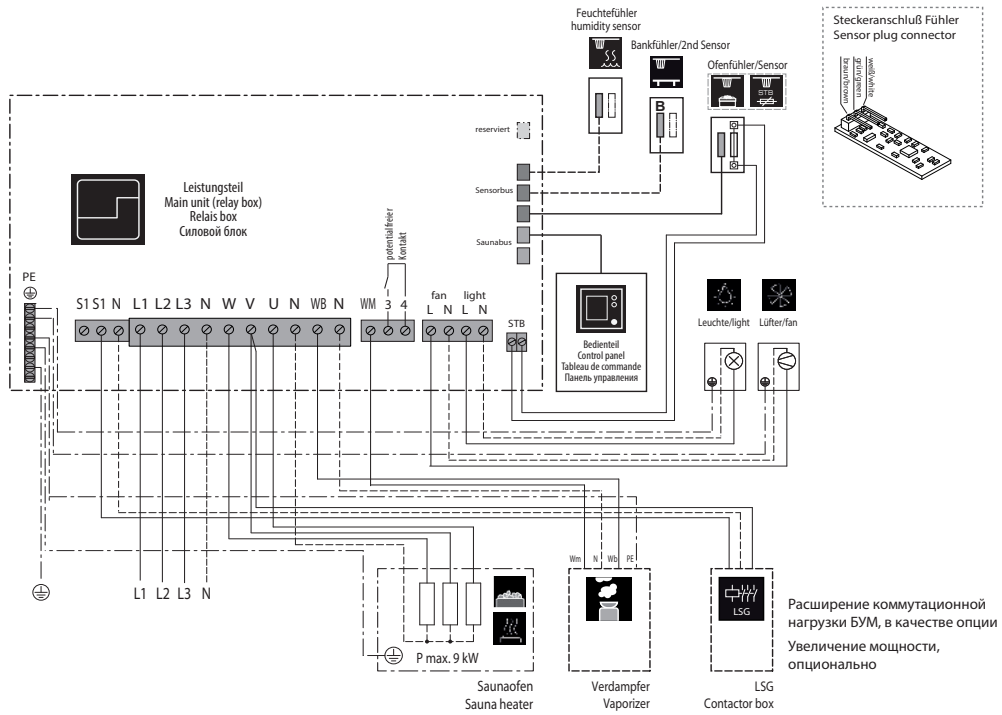 Feuchtefühler
humidity sensor
Bankfühler/2nd Sensor
Ofenfühler/Sensor
STB
B
Steckeranschluß Fühler
Sensor plug connector
braun/brown
grün/green
weiß/white
reserviert
Sensorbus
Saunabus
Leistungsteil
Main unit (relay box)
Relais box
Силовой блок
potentialfreier
Kontakt
PE
S1 S1 N L1 L2 L3 N W V U N WB N
WM 3 4
fan light
L N L N
STB
Bedienteil
Control panel
Tableau de commande
Панель управления
Leuchte/light
Lüfter/fan
L1 L2 L3 N
P max. 9 kW
Saunaofen
Sauna heater
Wm N Wb PE
Verdampfer
Vaporizer
LSG
LSG
Contactor box
Расширение коммутационной
нагрузки БУМ, в качестве опции
Увеличение мощности,
опционально